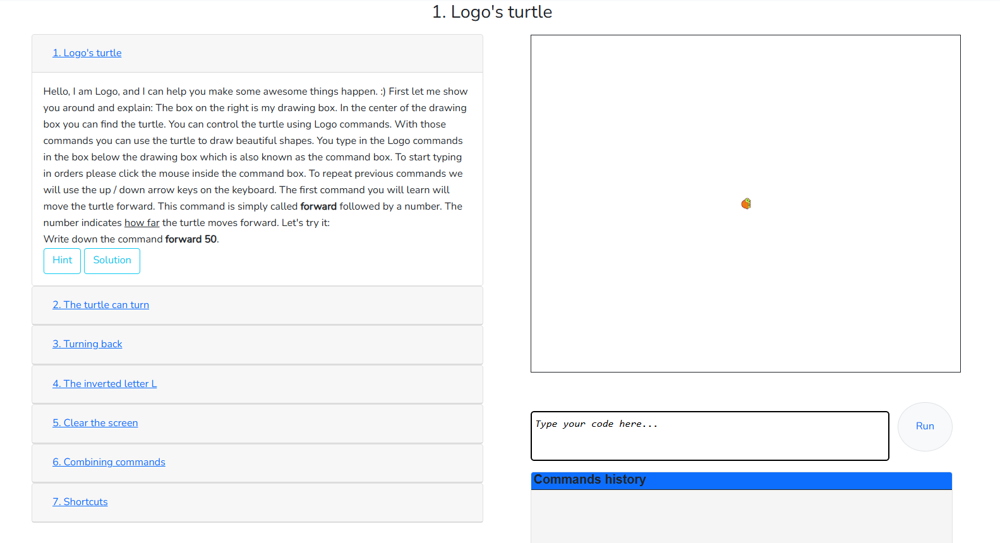 1. Logo's turtle
1. Logo's turtle
Hello, I am Logo, and I can help you make some awesome things happen. :) First let me show
you around and explain: The box on the right is my drawing box. In the center of the drawing
box you can find the turtle. You can control the turtle using Logo commands. With those
commands you can use the turtle to draw beautiful shapes. You type in the Logo commands
in the box below the drawing box which is also known as the command box. To start typing
in orders please click the mouse inside the command box. To repeat previous commands we
will use the up / down arrow keys on the keyboard. The first command you will learn will
move the turtle forward. This command is simply called forward followed by a number. The
number indicates how far the turtle moves forward. Let's try it:
Write down the command forward 50.
Hint Solution
2. The turtle can turn
3. Turning back
4. The inverted letter L
5. Clear the screen
6. Combining commands
7. Shortcuts
Type your code here...
Run
Commands history